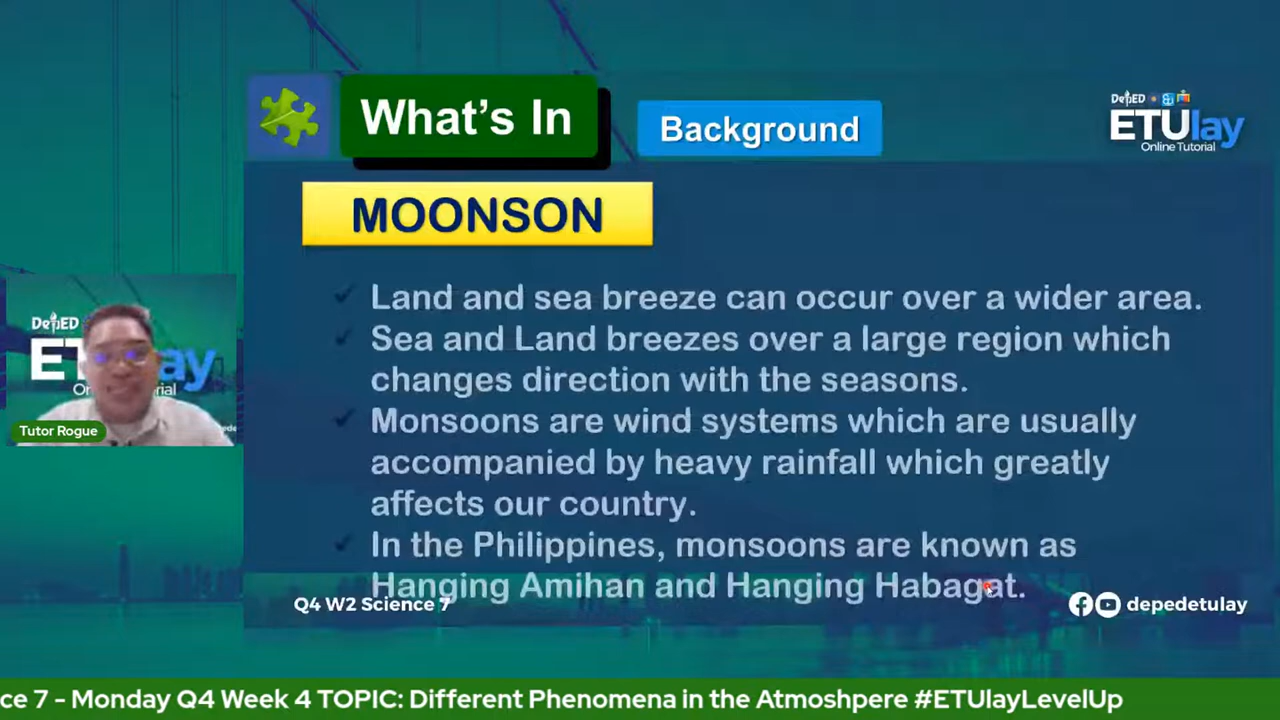 What's In
Background
DepED
ETUlay
Online Tutorial
MOONSON
Land and sea breeze can occur over a wider area.
Sea and Land breezes over a large region which
changes direction with the seasons.
Monsoons are wind systems which are usually
accompanied by heavy rainfall which greatly
affects our country.
In the Philippines, monsoons are known as
Hanging Amihan and Hanging Habagat.
DepED
Tutor Rogue
Q4 W2 Science 7
depedetulay
ce 7 - Monday Q4 Week 4 TOPIC: Different Phenomena in the Atmoshpere #ETUlayLevelUp